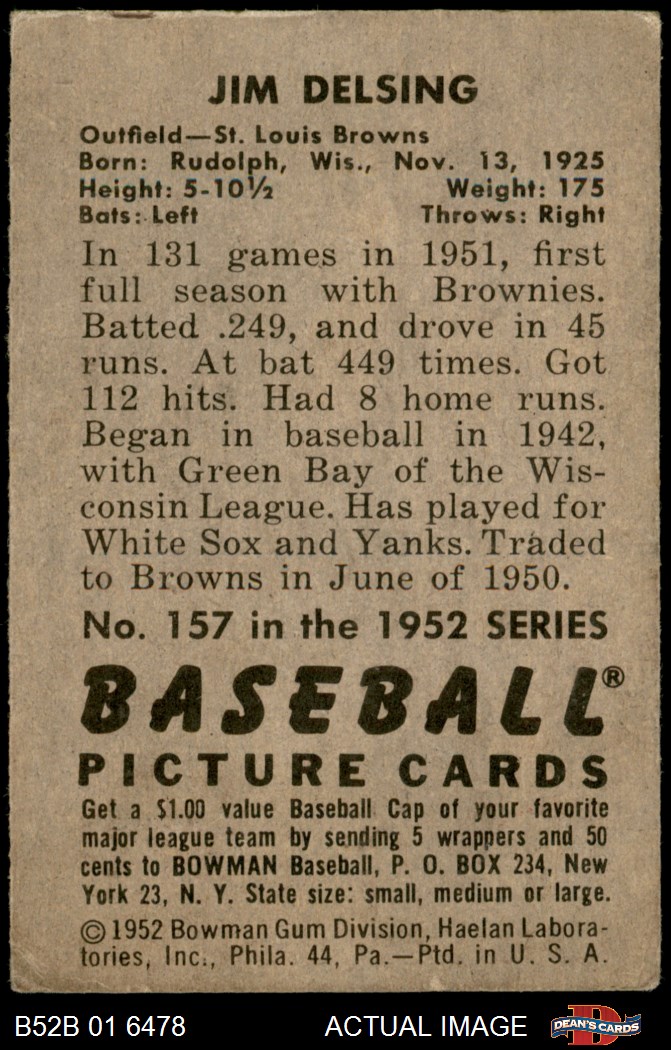 JIM DELSING
Outfield—St. Louis Browns
Born: Rudolph, Wis., Nov. 13, 1925
Height: 5-10½ Weight: 175
Bats: Left Throws: Right
In 131 games in 1951, first
full season with Brownies.
Batted .249, and drove in 45
runs. At bat 449 times. Got
112 hits. Had 8 home runs.
Began in baseball in 1942,
with Green Bay of the Wis-
consin League. Has played for
White Sox and Yanks. Traded
to Browns in June of 1950.
No. 157 in the 1952 SERIES
BASEBALL®
PICTURE CARDS
Get a $1.00 value Baseball Cap of your favorite
major league team by sending 5 wrappers and 50
cents to BOWMAN Baseball, P. O. BOX 234, New
York 23, N. Y. State size: small, medium or large.
©1952 Bowman Gum Division, Haelan Labora-
tories, Inc., Phila. 44, Pa.—Ptd. in U. S. A.
B52B 01 6478 ACTUAL IMAGE DEAN'S CARDS